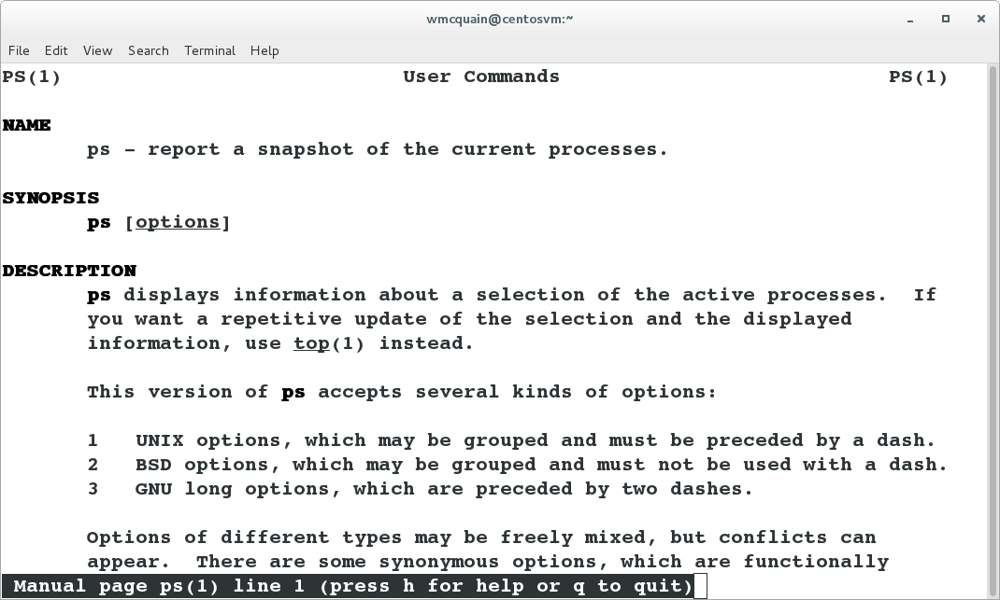 wmcquain@centosvm:~
File Edit View Search Terminal Help
PS(1) User Commands PS(1)
NAME
ps - report a snapshot of the current processes.
SYNOPSIS
ps [options]
DESCRIPTION
ps displays information about a selection of the active processes. If
you want a repetitive update of the selection and the displayed
information, use top(1) instead.
This version of ps accepts several kinds of options:
1 UNIX options, which may be grouped and must be preceded by a dash.
2 BSD options, which may be grouped and must not be used with a dash.
3 GNU long options, which are preceded by two dashes.
Options of different types may be freely mixed, but conflicts can
appear. There are some synonymous options, which are functionally
Manual page ps(1) line 1 (press h for help or q to quit)